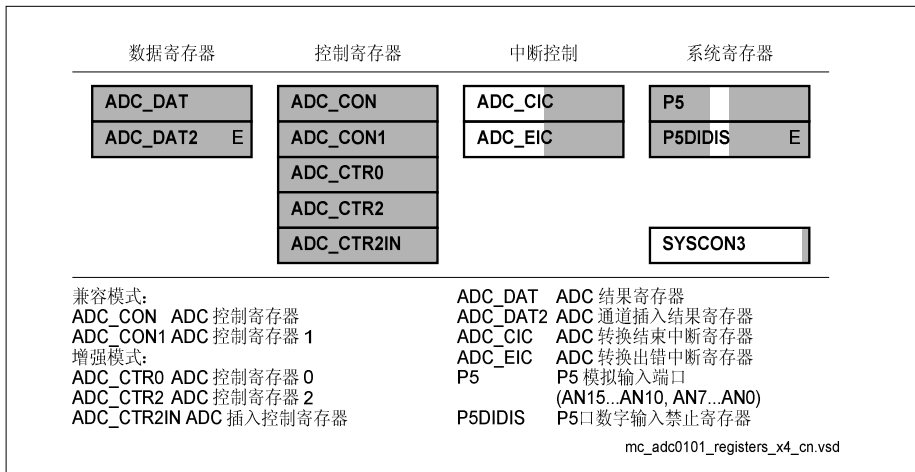 数据寄存器 控制寄存器 中断控制 系统寄存器
ADC_DAT ADC_CON ADC_CIC P5
ADC_DAT2 E ADC_CON1 ADC_EIC P5DIDIS E
ADC_CTR0
ADC_CTR2
ADC_CTR2IN SYSCON3
兼容模式:
ADC_CON ADC 控制寄存器
ADC_CON1 ADC 控制寄存器 1
增强模式:
ADC_CTR0 ADC 控制寄存器 0
ADC_CTR2 ADC 控制寄存器 2
ADC_CTR2IN ADC 插入控制寄存器
ADC_DAT ADC 结果寄存器
ADC_DAT2 ADC 通道插入结果寄存器
ADC_CIC ADC 转换结束中断寄存器
ADC_EIC ADC 转换出错中断寄存器
P5 P5 模拟输入端口
(AN15...AN10, AN7...AN0)
P5DIDIS P5口数字输入禁止寄存器
mc_adc0101_registers_x4_cn.vsd